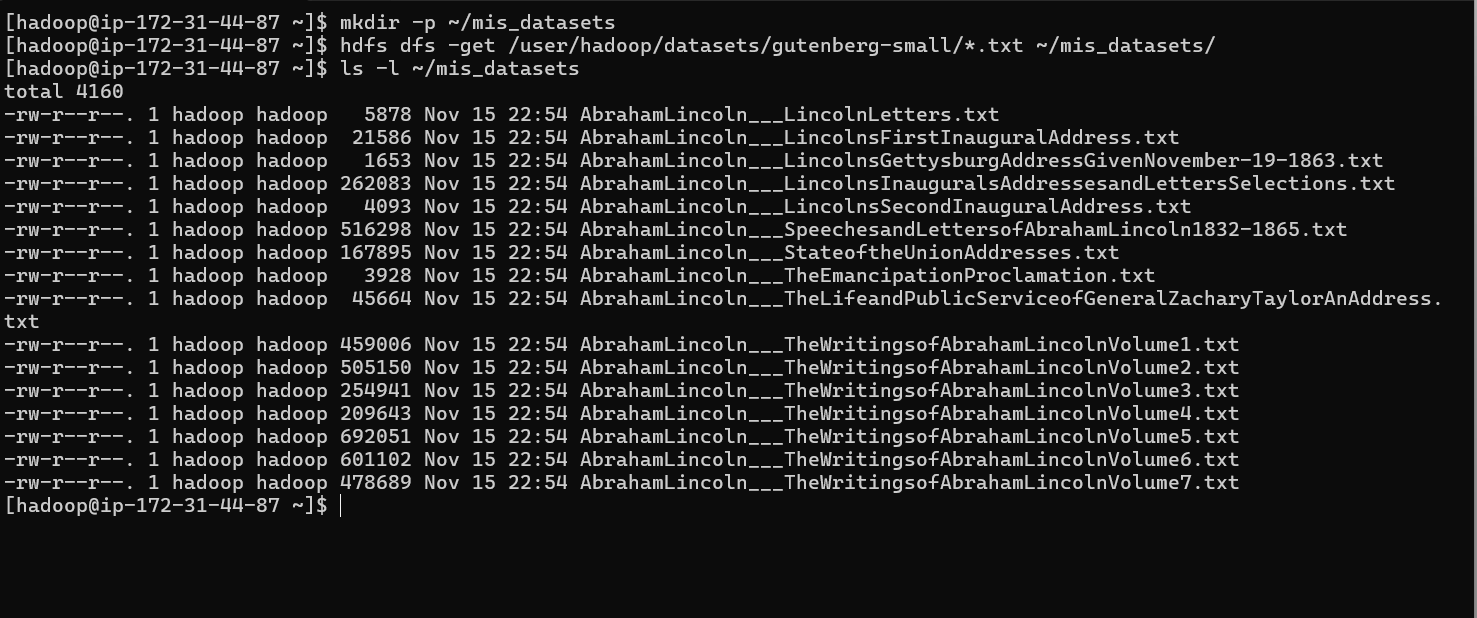 [hadoop@ip-172-31-44-87 ~]$ mkdir -p ~/mis_datasets
[hadoop@ip-172-31-44-87 ~]$ hdfs dfs -get /user/hadoop/datasets/gutenberg-small/*.txt ~/mis_datasets/
[hadoop@ip-172-31-44-87 ~]$ ls -l ~/mis_datasets
total 4160
-rw-r--r--. 1 hadoop hadoop   5878 Nov 15 22:54 AbrahamLincoln___LincolnLetters.txt
-rw-r--r--. 1 hadoop hadoop  21586 Nov 15 22:54 AbrahamLincoln___LincolnsFirstInauguralAddress.txt
-rw-r--r--. 1 hadoop hadoop   1653 Nov 15 22:54 AbrahamLincoln___LincolnsGettysburgAddressGivenNovember-19-1863.txt
-rw-r--r--. 1 hadoop hadoop 262083 Nov 15 22:54 AbrahamLincoln___LincolnsInauguralsAddressesandLettersSelections.txt
-rw-r--r--. 1 hadoop hadoop   4093 Nov 15 22:54 AbrahamLincoln___LincolnsSecondInauguralAddress.txt
-rw-r--r--. 1 hadoop hadoop 516298 Nov 15 22:54 AbrahamLincoln___SpeechesandLettersofAbrahamLincoln1832-1865.txt
-rw-r--r--. 1 hadoop hadoop 167895 Nov 15 22:54 AbrahamLincoln___StateoftheUnionAddresses.txt
-rw-r--r--. 1 hadoop hadoop   3928 Nov 15 22:54 AbrahamLincoln___TheEmancipationProclamation.txt
-rw-r--r--. 1 hadoop hadoop  45664 Nov 15 22:54 AbrahamLincoln___TheLifeandPublicServiceofGeneralZacharyTaylorAnAddress.
txt
-rw-r--r--. 1 hadoop hadoop 459006 Nov 15 22:54 AbrahamLincoln___TheWritingsofAbrahamLincolnVolume1.txt
-rw-r--r--. 1 hadoop hadoop 505150 Nov 15 22:54 AbrahamLincoln___TheWritingsofAbrahamLincolnVolume2.txt
-rw-r--r--. 1 hadoop hadoop 254941 Nov 15 22:54 AbrahamLincoln___TheWritingsofAbrahamLincolnVolume3.txt
-rw-r--r--. 1 hadoop hadoop 209643 Nov 15 22:54 AbrahamLincoln___TheWritingsofAbrahamLincolnVolume4.txt
-rw-r--r--. 1 hadoop hadoop 692051 Nov 15 22:54 AbrahamLincoln___TheWritingsofAbrahamLincolnVolume5.txt
-rw-r--r--. 1 hadoop hadoop 601102 Nov 15 22:54 AbrahamLincoln___TheWritingsofAbrahamLincolnVolume6.txt
-rw-r--r--. 1 hadoop hadoop 478689 Nov 15 22:54 AbrahamLincoln___TheWritingsofAbrahamLincolnVolume7.txt
[hadoop@ip-172-31-44-87 ~]$